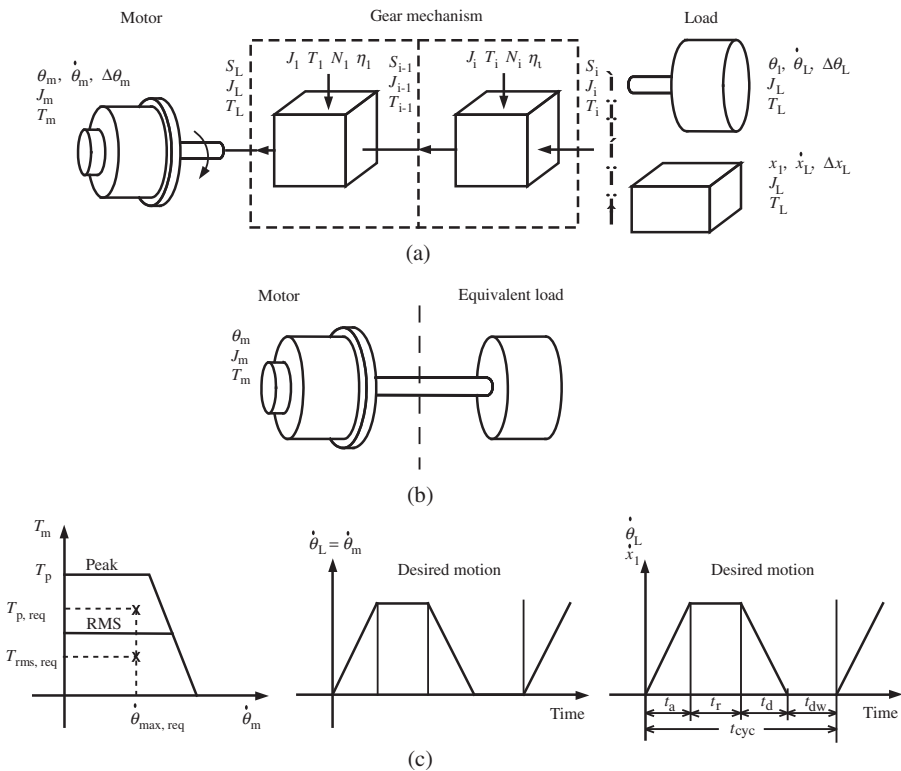 Motor
Gear mechanism
Load
θm, θ̇m, Δθm
Jm
Tm
SL
JL
TL
J1 T1 N1 η1
Si-1
Ji-1
Ti-1
Ji Ti Ni ηt
Si
Ji
Ti
θ1, θ̇L, ΔθL
JL
TL
x1, ẋL, ΔxL
JL
TL
(a)
Motor
Equivalent load
θm
Jm
Tm
(b)
Tm
Tp
Peak
Tp, req
RMS
Trms, req
θ̇max, req
θ̇m
θ̇L = θ̇m
Desired motion
Time
θ̇L
ẋ1
Desired motion
ta
tr
td
tdw
Time
tcyc
(c)